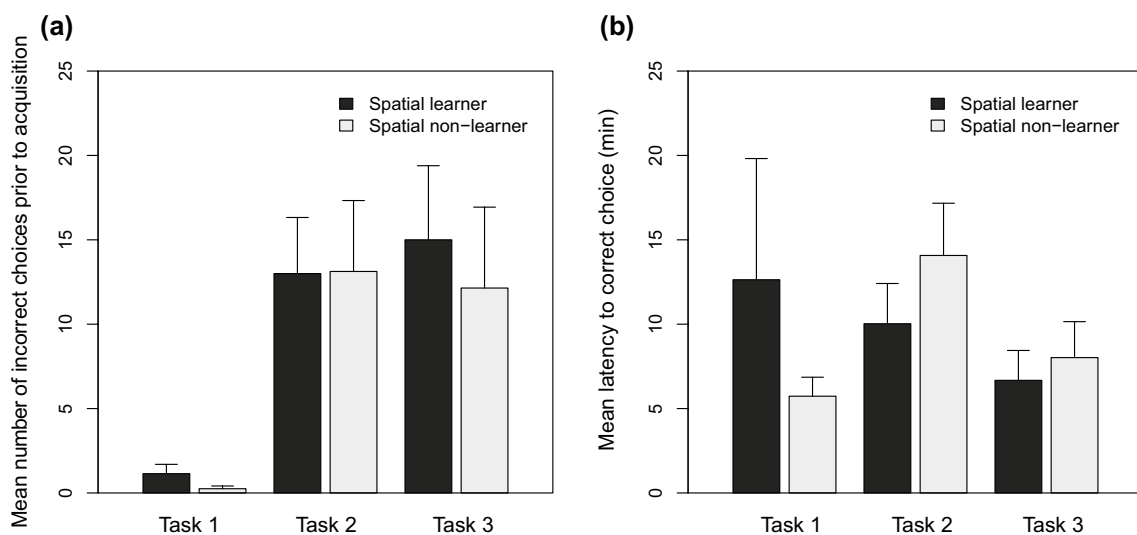 (a)
Mean number of incorrect choices prior to acquisition
25
20
15
10
5
0
Spatial learner
Spatial non−learner
Task 1
Task 2
Task 3
(b)
Mean latency to correct choice (min)
25
20
15
10
5
0
Spatial learner
Spatial non−learner
Task 1
Task 2
Task 3